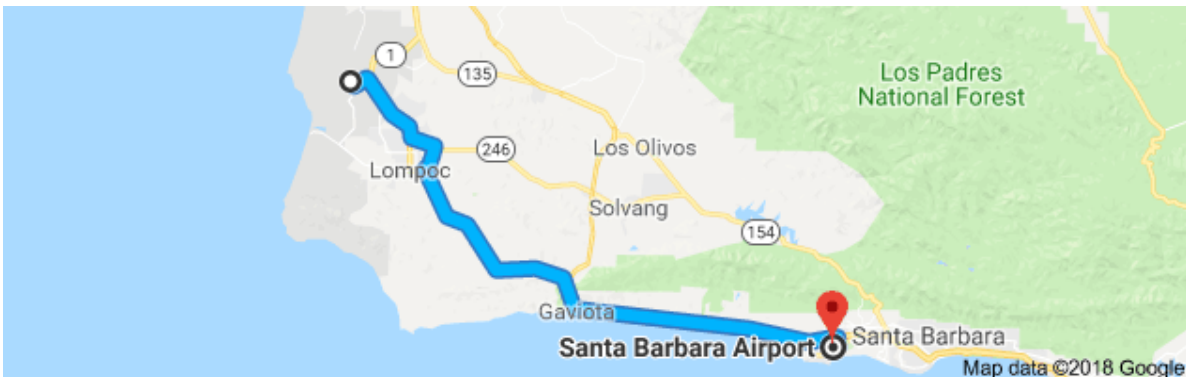 1
135
Los Padres
National Forest
246
Los Olivos
Lompoc
Solvang
154
Gaviota
Santa Barbara
Santa Barbara Airport
Map data ©2018 Google